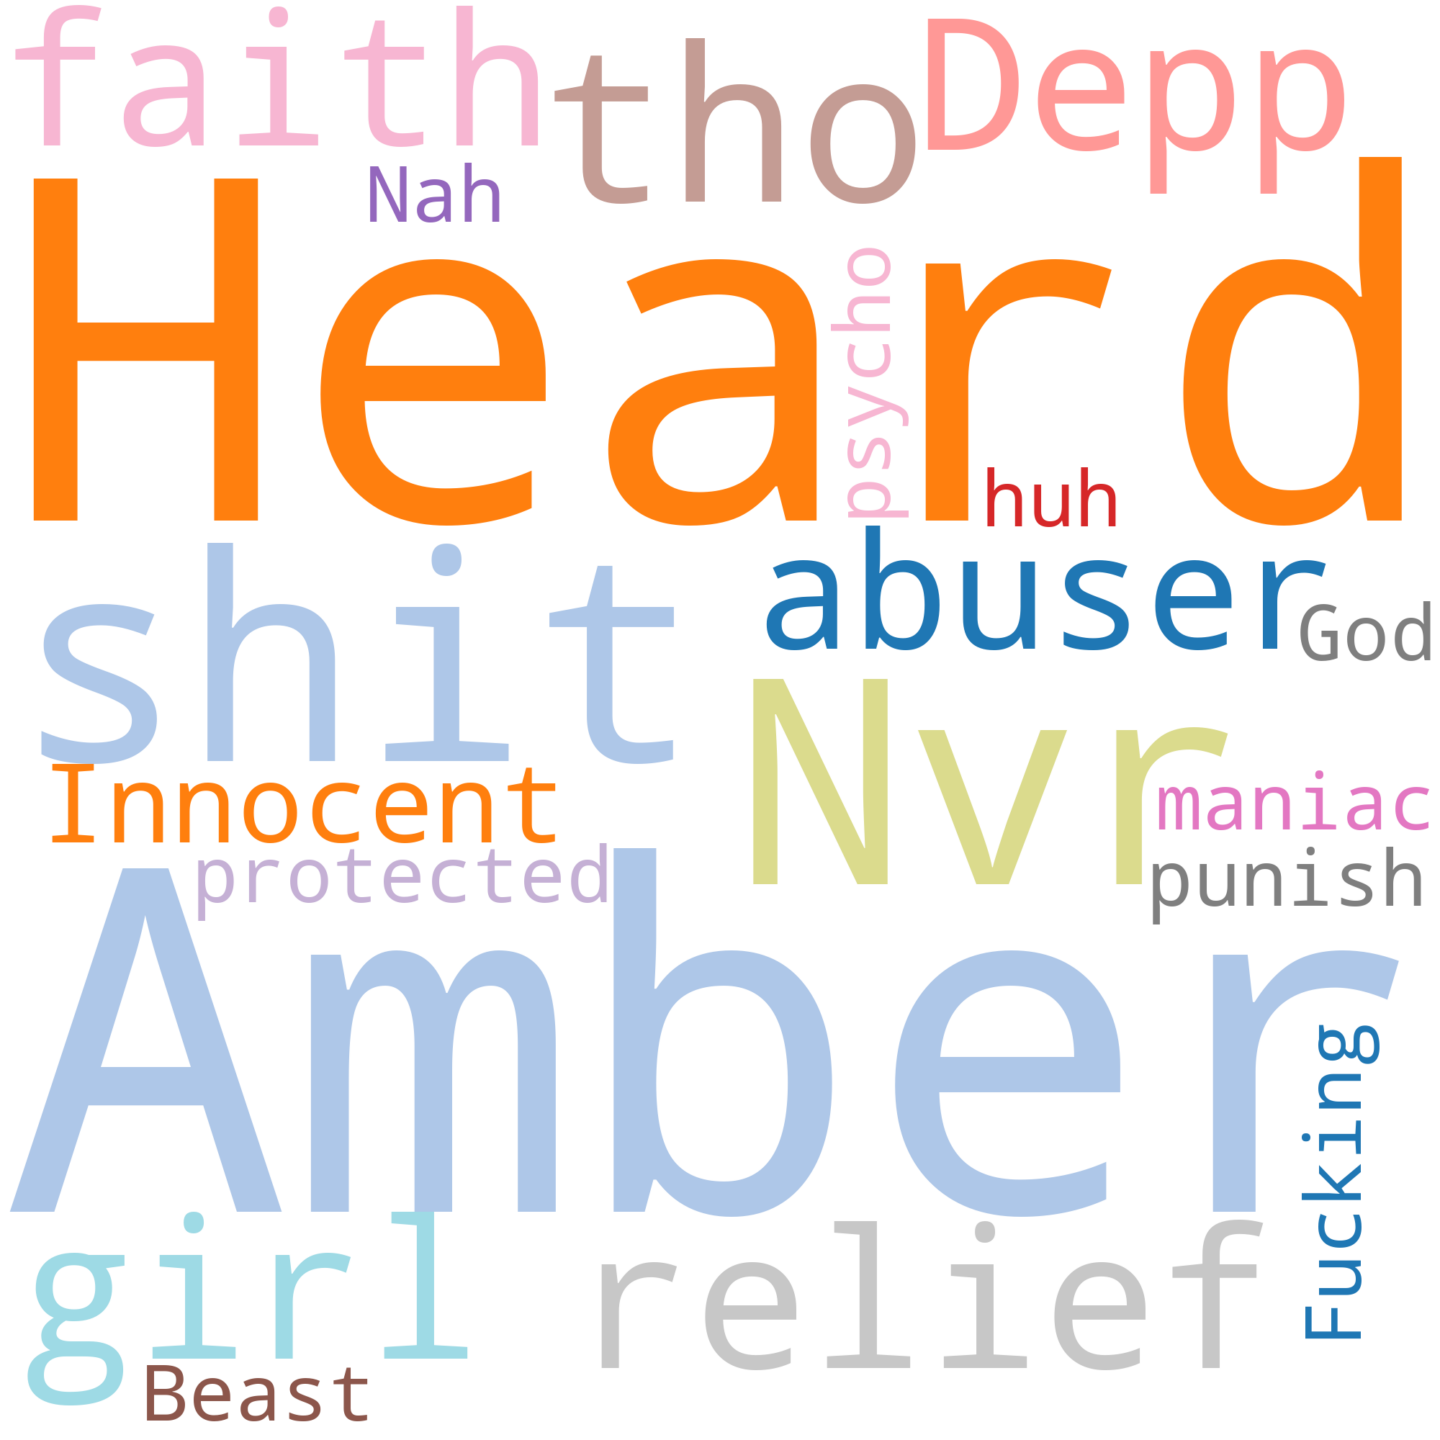 faith
tho
Depp
Nah
Heard
psycho
huh
shit
abuser
God
Nvr
Innocent
maniac
protected
punish
Amber
Fucking
girl
relief
Beast